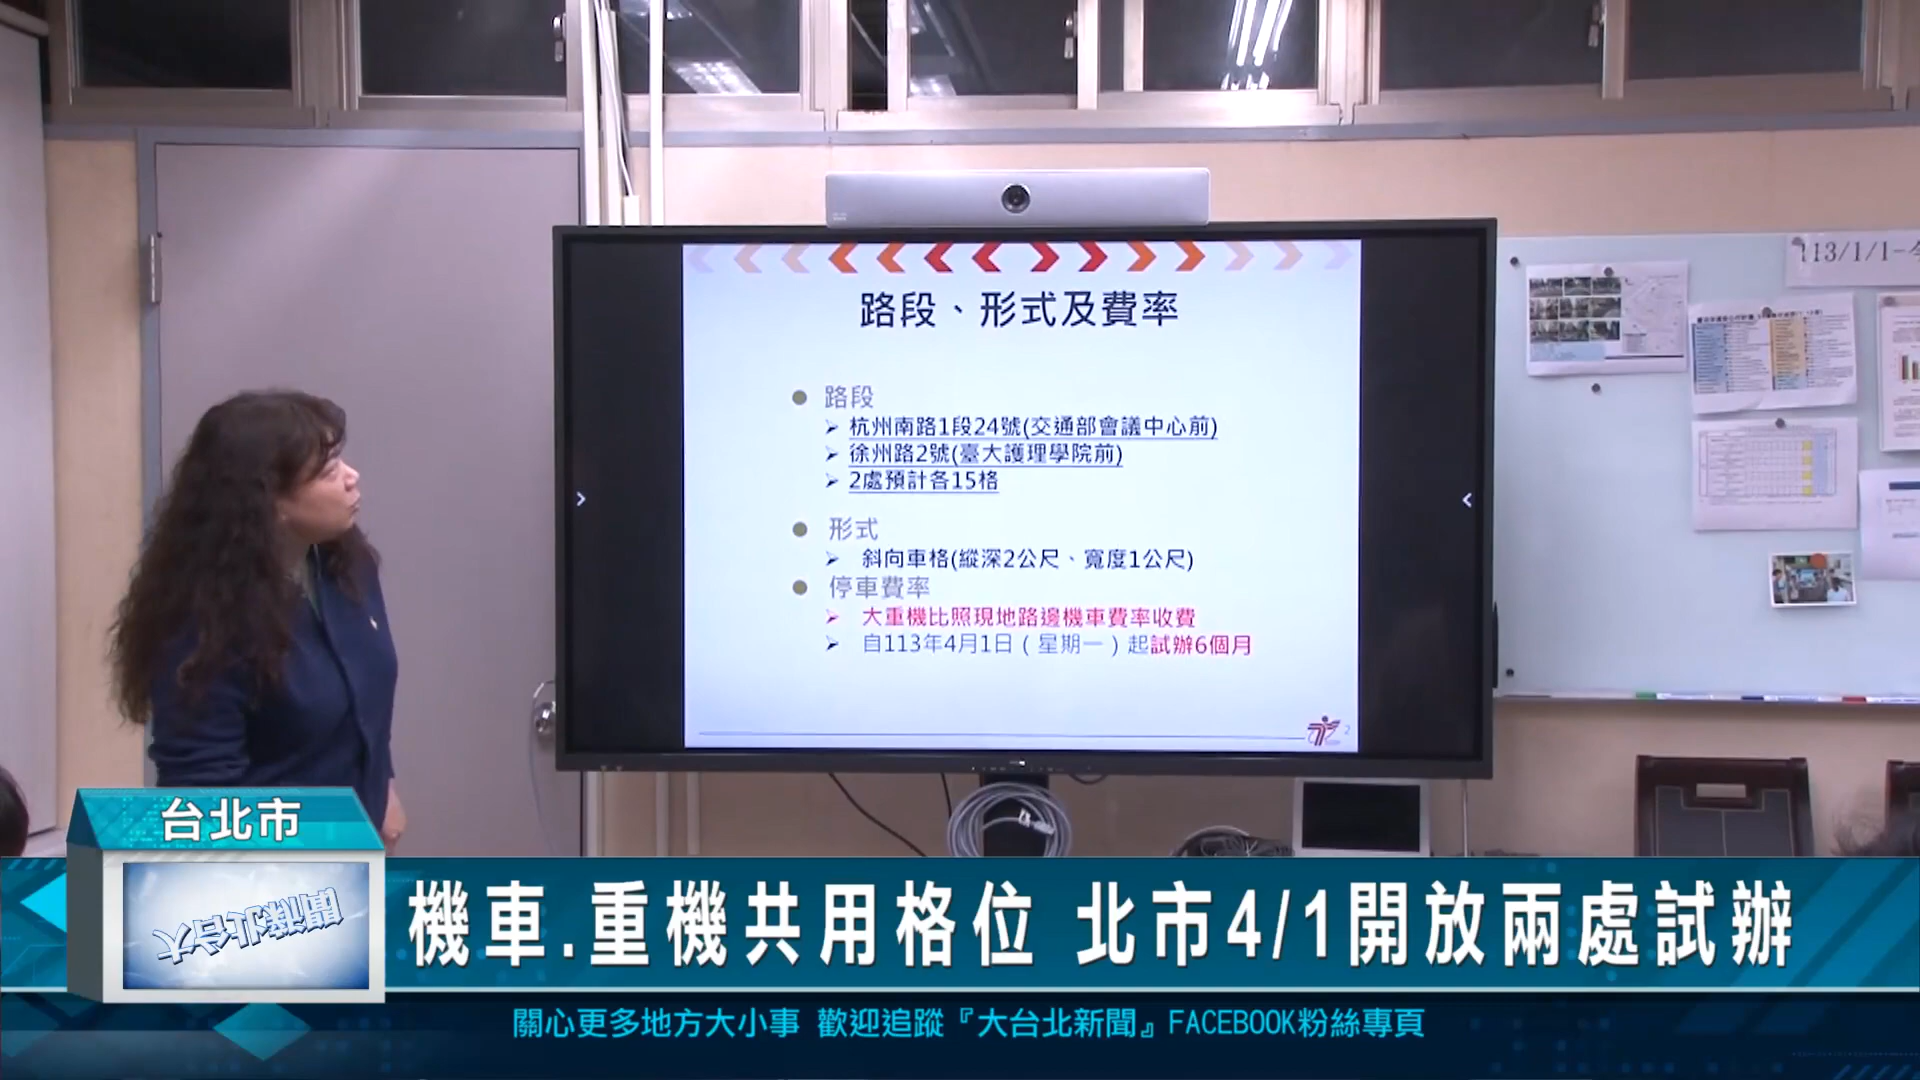 113/1/1-
路段、形式及費率
路段
杭州南路1段24號(交通部會議中心前)
徐州路2號(臺大護理學院前)
2處預計各15格
形式
斜向車格(縱深2公尺、寬度1公尺)
停車費率
大重機比照現地路邊機車費率收費
自113年4月1日（星期一）起試辦6個月
2
台北市
大台北新聞
機車.重機共用格位 北市4/1開放兩處試辦
關心更多地方大小事 歡迎追蹤『大台北新聞』FACEBOOK粉絲專頁